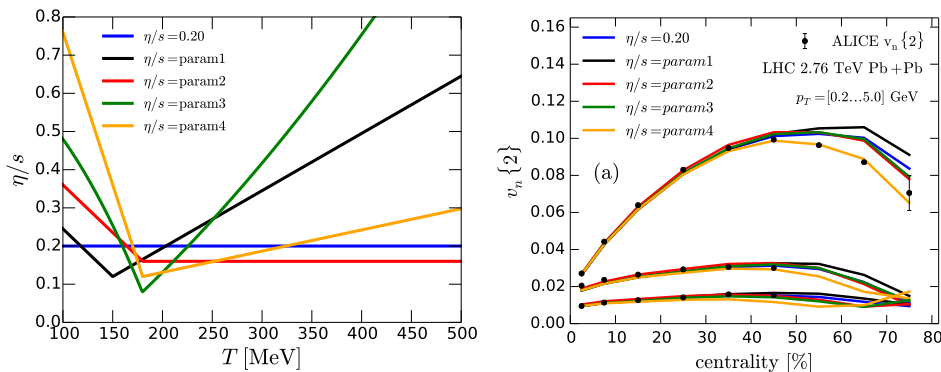 0.8
0.7
0.6
0.5
0.4
0.3
0.2
0.1
0.0
η/s
η/s=0.20
η/s=param1
η/s=param2
η/s=param3
η/s=param4
100 150 200 250 300 350 400 450 500
T [MeV]
0.16
0.14
0.12
0.10
0.08
0.06
0.04
0.02
0.00
v_n{2}
η/s=0.20
η/s=param1
η/s=param2
η/s=param3
η/s=param4
ALICE v_n{2}
LHC 2.76 TeV Pb+Pb
p_T=[0.2...5.0] GeV
(a)
0 10 20 30 40 50 60 70 80
centrality [%]